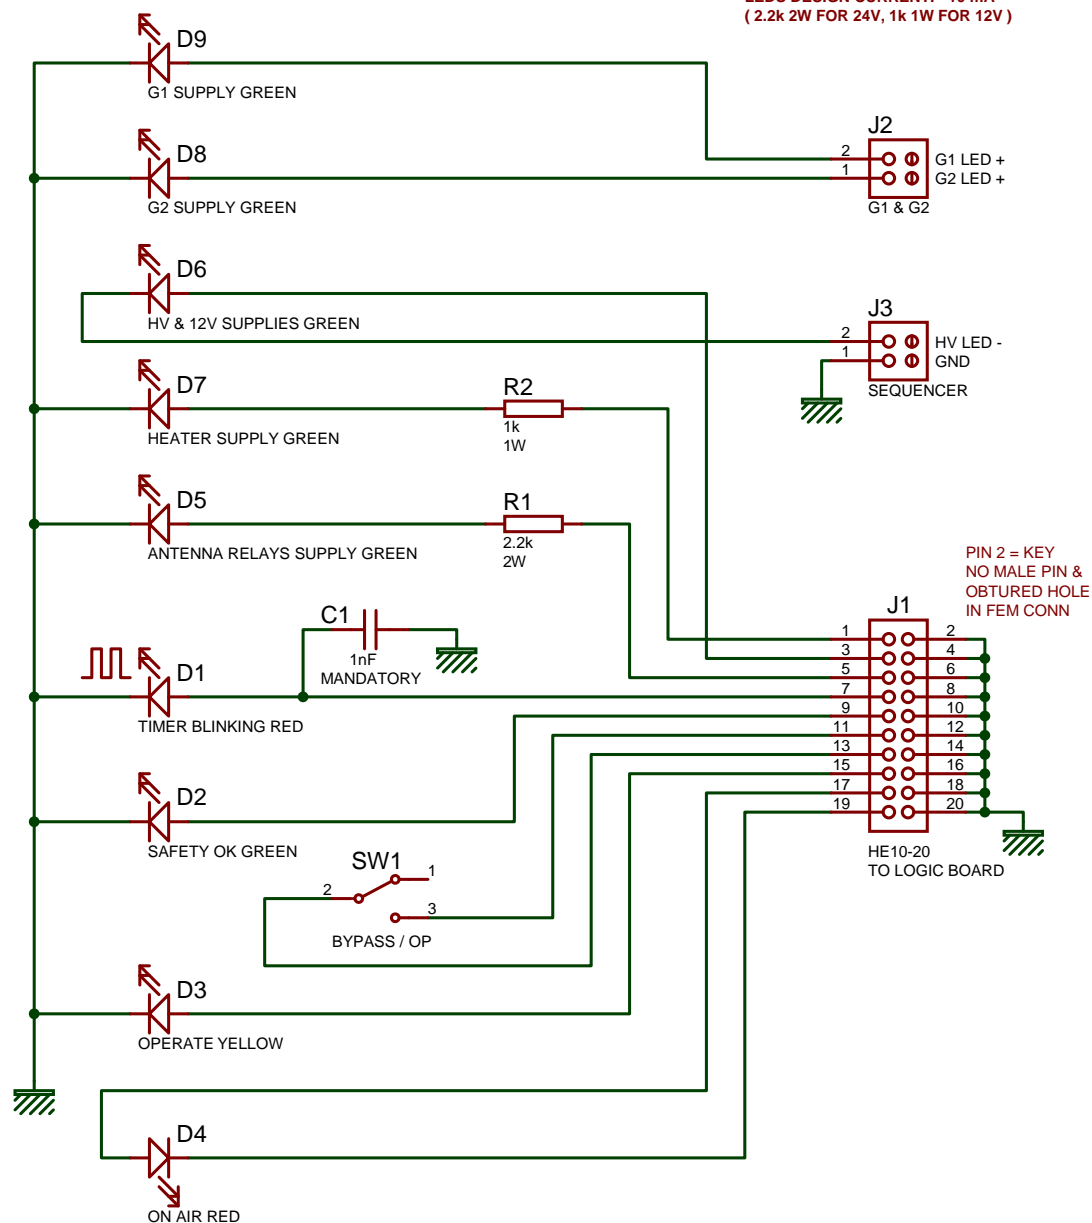 ( 2.2k 2W FOR 24V, 1k 1W FOR 12V )
D9
G1 SUPPLY GREEN
D8
G2 SUPPLY GREEN
J2
2
1
G1 LED +
G2 LED +
G1 & G2
D6
HV & 12V SUPPLIES GREEN
J3
2
1
HV LED -
GND
SEQUENCER
D7
HEATER SUPPLY GREEN
R2
1k
1W
D5
ANTENNA RELAYS SUPPLY GREEN
R1
2.2k
2W
PIN 2 = KEY
NO MALE PIN &
OBTURED HOLE
IN FEM CONN
C1
1nF
MANDATORY
D1
TIMER BLINKING RED
J1
1 2
3 4
5 6
7 8
9 10
11 12
13 14
15 16
17 18
19 20
HE10-20
TO LOGIC BOARD
D2
SAFETY OK GREEN
SW1
1
2
3
BYPASS / OP
D3
OPERATE YELLOW
D4
ON AIR RED